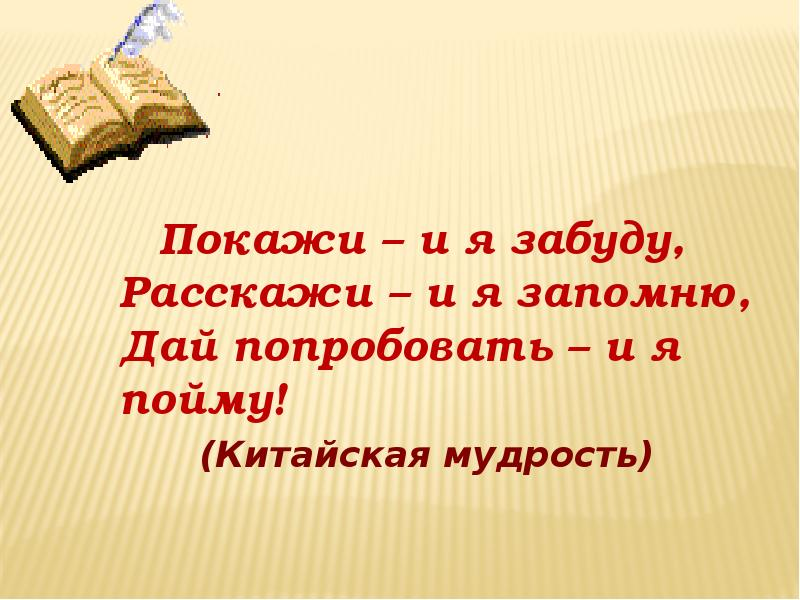 Покажи – и я забуду,
Расскажи – и я запомню,
Дай попробовать – и я
пойму!
(Китайская мудрость)